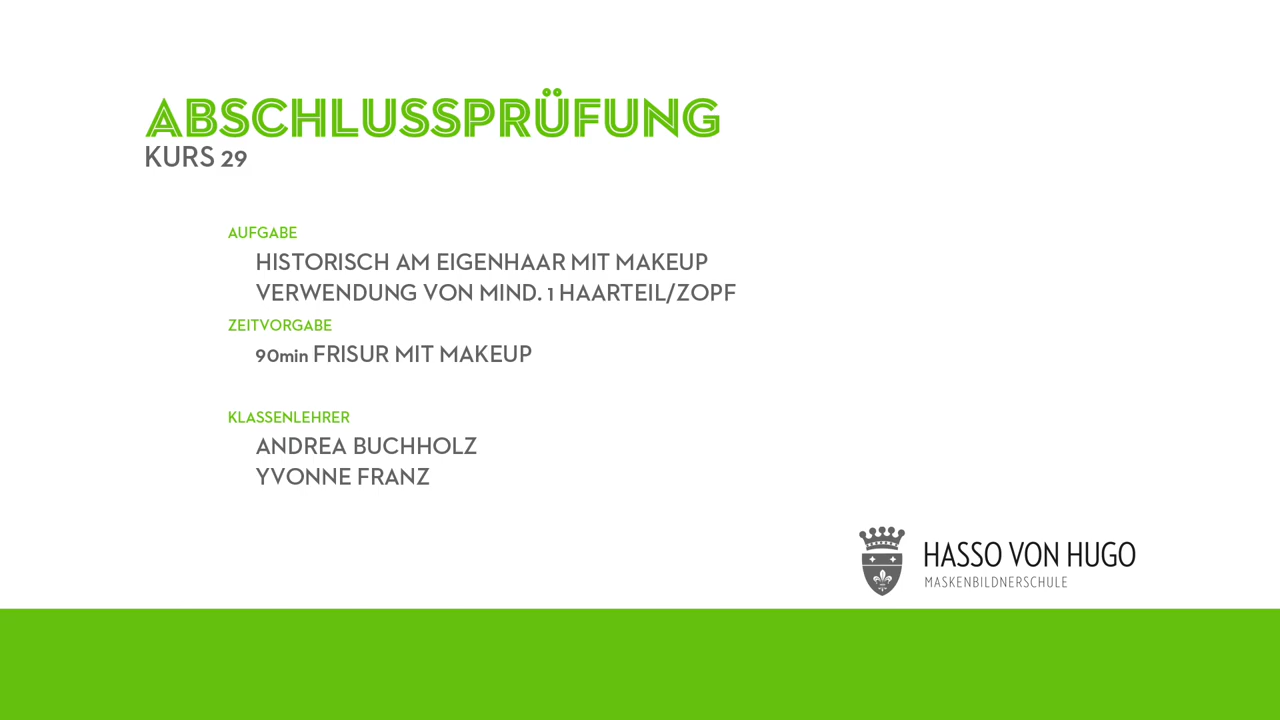 ABSCHLUSSPRÜFUNG
KURS 29
AUFGABE
HISTORISCH AM EIGENHAAR MIT MAKEUP
VERWENDUNG VON MIND. 1 HAARTEIL/ZOPF
ZEITVORGABE
90min FRISUR MIT MAKEUP
KLASSENLEHRER
ANDREA BUCHHOLZ
YVONNE FRANZ
HASSO VON HUGO
MASKENBILDNERSCHULE